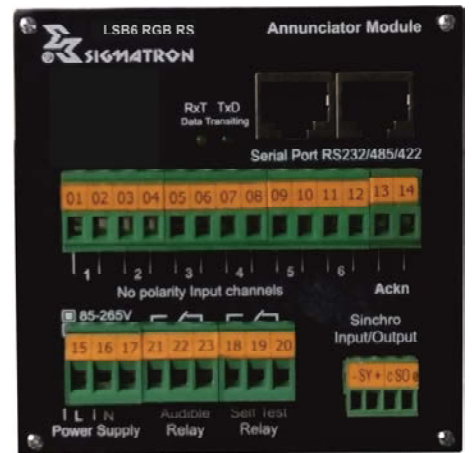 LSB6 RGB RS
Annunciator Module
SIGMATRON
RxT TxD
Data Transiting
Serial Port RS232/485/422
01 02 03 04 05 06 07 08 09 10 11 12 13 14
1 2 3 4 5 6
No polarity Input channels
Ackn
85-265V
Sinchro
Input/Output
15 16 17 21 22 23 18 19 20
- SY + c SO e
L N
Audible
Self Test
Power Supply
Relay
Relay